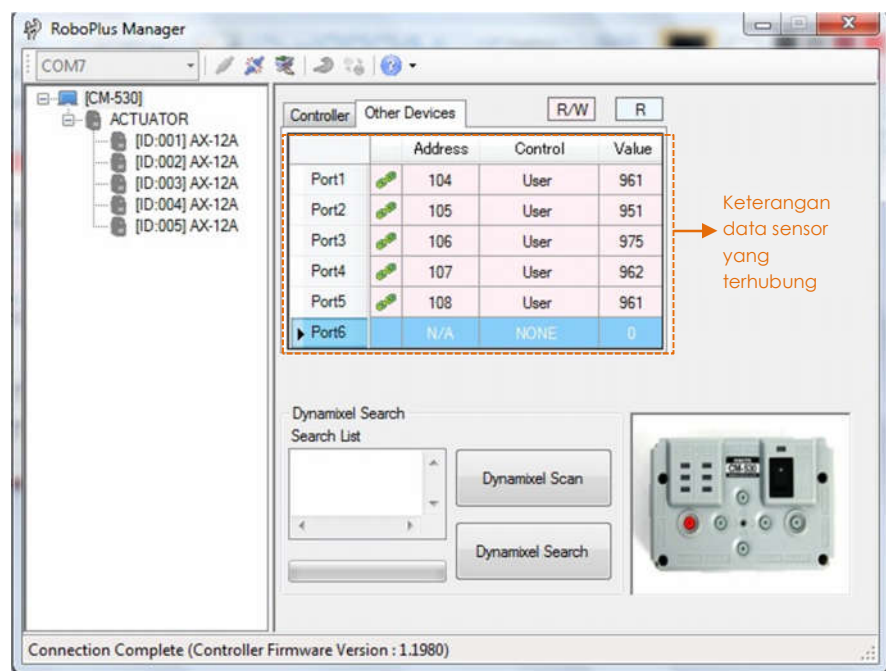 RoboPlus Manager
COM7
[CM-530]
ACTUATOR
[ID:001] AX-12A
[ID:002] AX-12A
[ID:003] AX-12A
[ID:004] AX-12A
[ID:005] AX-12A
Controller Other Devices R/W R
Address Control Value
Port1 104 User 961
Port2 105 User 951
Port3 106 User 975
Port4 107 User 962
Port5 108 User 961
Port6 N/A NONE 0
Keterangan
data sensor
yang
terhubung
Dynamixel Search
Search List
Dynamixel Scan
Dynamixel Search
CM-530
Connection Complete (Controller Firmware Version : 1.1980)